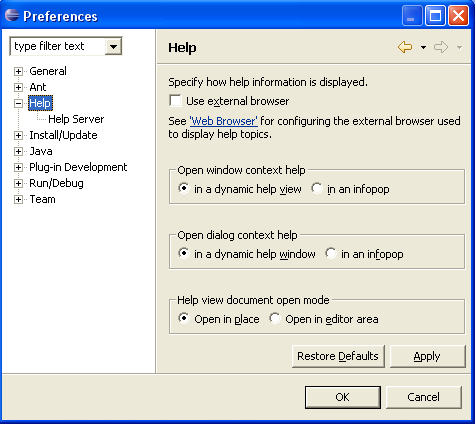 Preferences
type filter text
General
Ant
Help
Help Server
Install/Update
Java
Plug-in Development
Run/Debug
Team
Help
Specify how help information is displayed.
Use external browser
See 'Web Browser' for configuring the external browser used
to display help topics.
Open window context help
in a dynamic help view in an infopop
Open dialog context help
in a dynamic help window in an infopop
Help view document open mode
Open in place Open in editor area
Restore Defaults Apply
OK Cancel